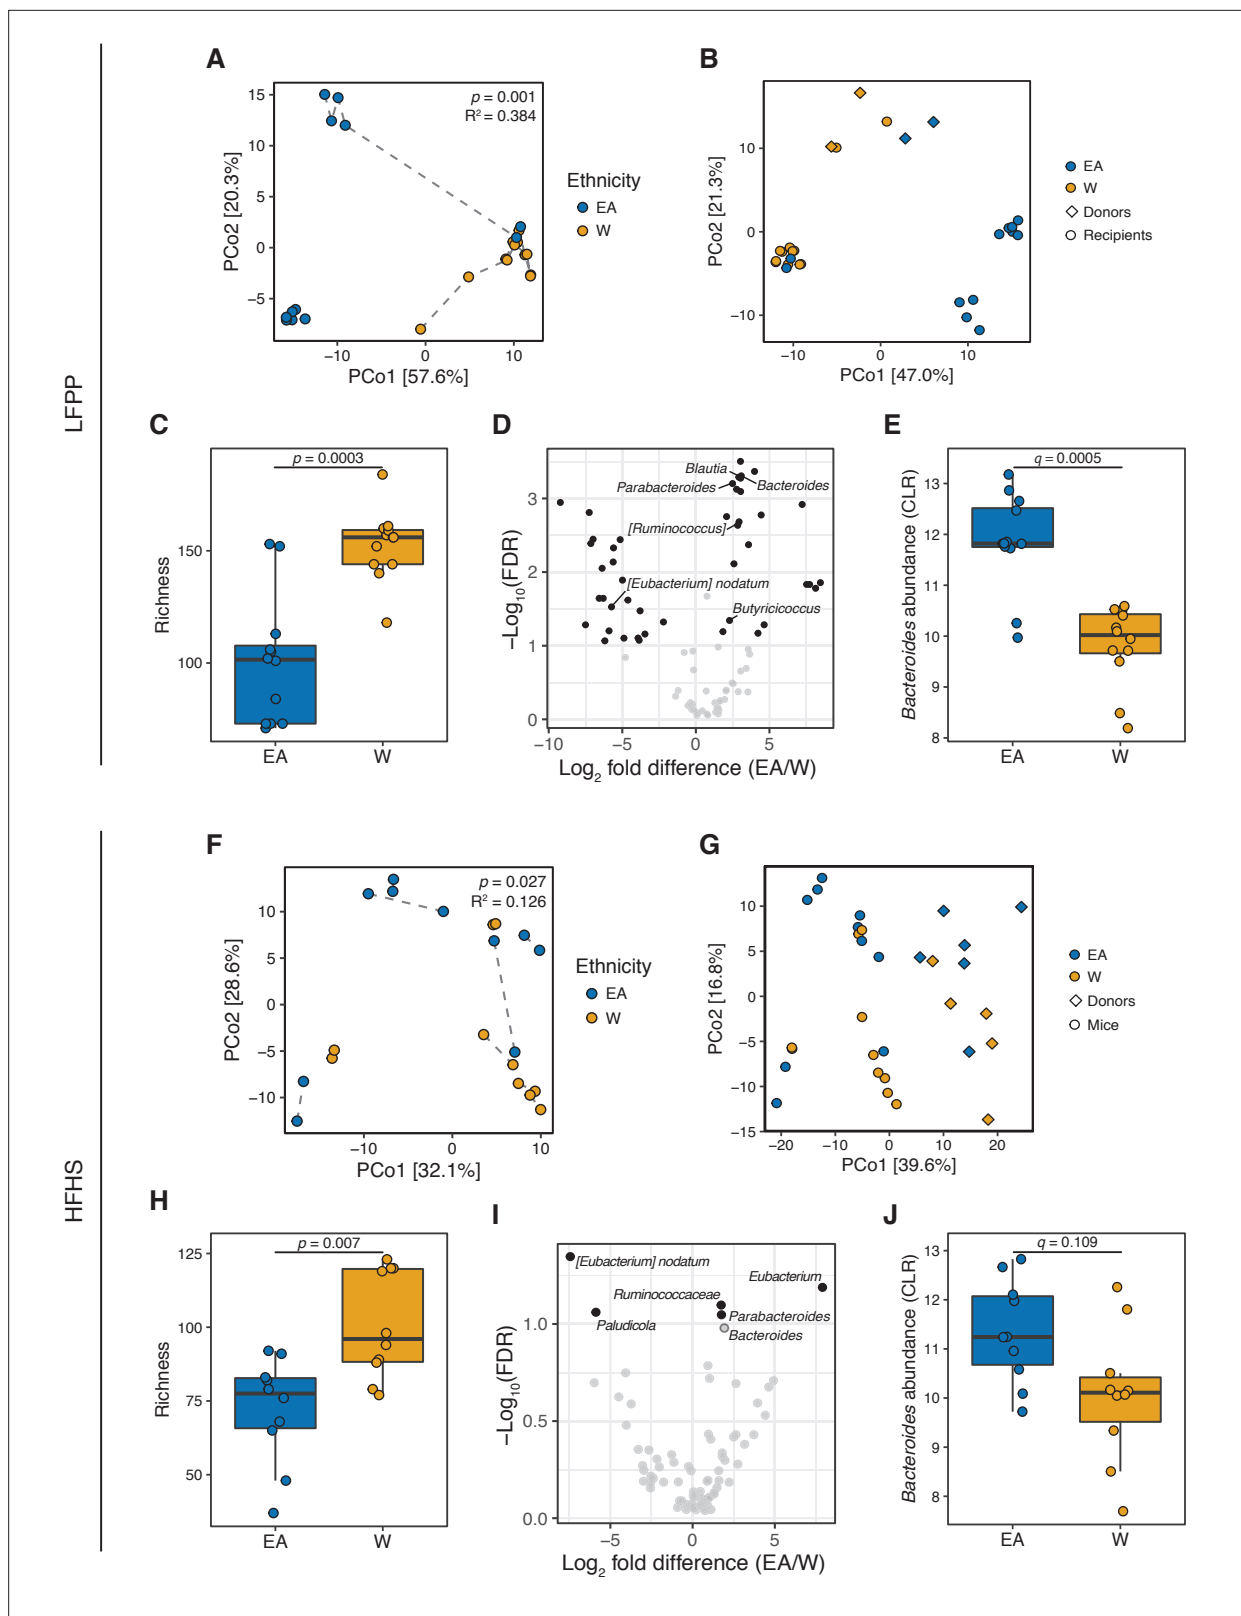 LFPP
A
p = 0.001
R² = 0.384
15
10
5
0
−5
PCo2 [20.3%]
−10
0
10
PCo1 [57.6%]
Ethnicity
EA
W
B
10
0
−10
PCo2 [21.3%]
−10
0
10
PCo1 [47.0%]
EA
W
Donors
Recipients
C
p = 0.0003
150
100
Richness
EA
W
D
Blautia
Parabacteroides
Bacteroides
[Ruminococcus]
[Eubacterium] nodatum
Butyricicoccus
3
2
1
0
−Log₁₀(FDR)
−10
−5
0
5
Log₂ fold difference (EA/W)
E
q = 0.0005
13
12
11
10
9
8
Bacteroides abundance (CLR)
EA
W
HFHS
F
p = 0.027
R² = 0.126
10
5
0
−5
−10
PCo2 [28.6%]
−10
0
10
PCo1 [32.1%]
Ethnicity
EA
W
G
10
5
0
−5
−10
−15
PCo2 [16.8%]
−20
−10
0
10
20
PCo1 [39.6%]
EA
W
Donors
Mice
H
p = 0.007
125
100
75
50
Richness
EA
W
I
[Eubacterium] nodatum
Eubacterium
Ruminococcaceae
Paludicola
Parabacteroides
Bacteroides
1.0
0.5
0.0
−Log₁₀(FDR)
−5
0
5
Log₂ fold difference (EA/W)
J
q = 0.109
13
12
11
10
9
8
Bacteroides abundance (CLR)
EA
W